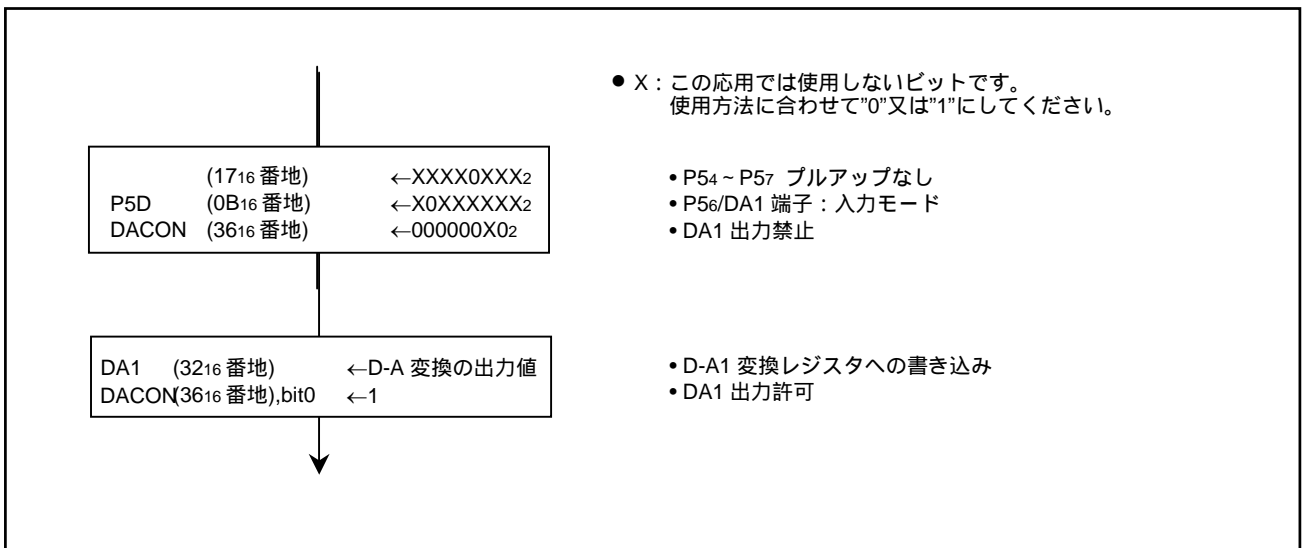 ● X：この応用では使用しないビットです。
使用方法に合わせて"0"又は"1"にしてください。
(1716 番地) ←XXXX0XXX2 • P54 ~ P57 プルアップなし
P5D (0B16 番地) ←X0XXXXXX2 • P56/DA1 端子：入力モード
DACON (3616 番地) ←000000X02 • DA1 出力禁止
DA1 (3216 番地) ←D-A 変換の出力値 • D-A1 変換レジスタへの書き込み
DACON(3616 番地),bit0 ←1 • DA1 出力許可